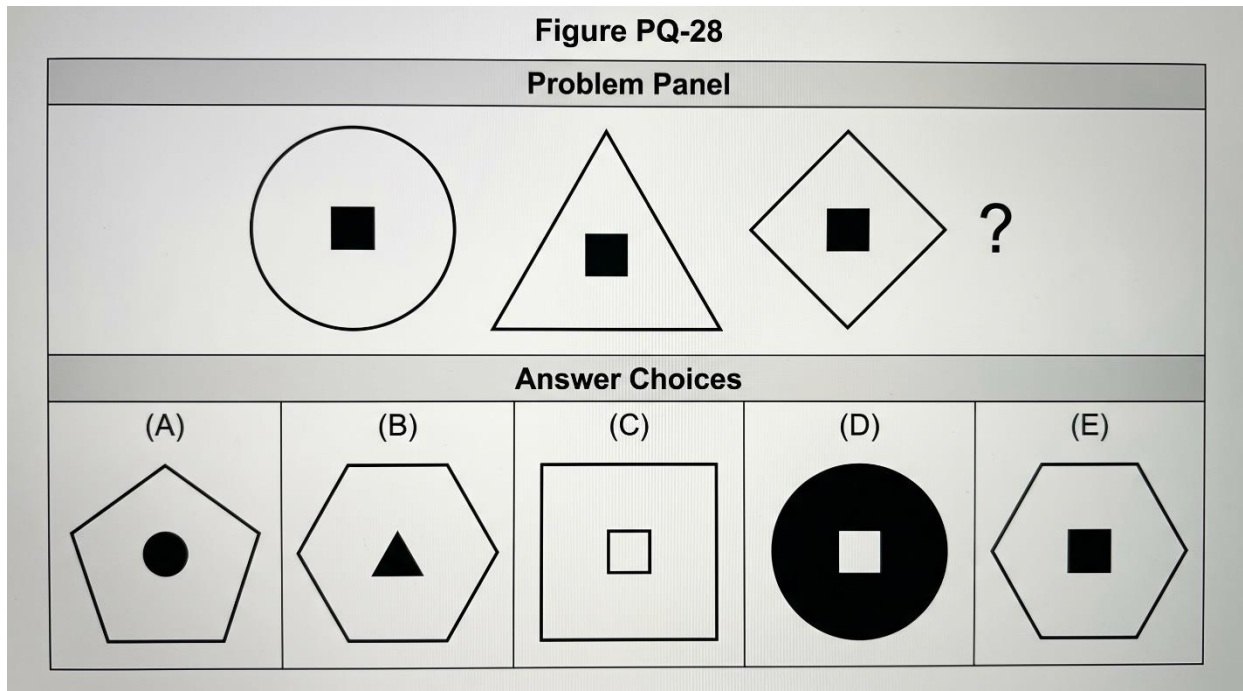 Figure PQ-28
Problem Panel
?
Answer Choices
(A) (B) (C) (D) (E)